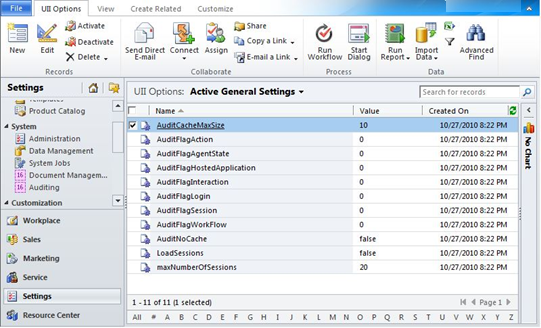 File UII Options View Create Related Customize
New Edit Activate Deactivate Delete
Records
Send Direct E-mail Connect Assign Share Copy a Link E-mail a Link
Collaborate
Run Workflow Start Dialog
Process
Run Report Import Data Advanced Find
Data
Settings
Templates
Product Catalog
System
Administration
Data Management
System Jobs
Document Managem...
Auditing
Customization
Workplace
Sales
Marketing
Service
Settings
Resource Center
UII Options: Active General Settings
Search for records
Name Value Created On
AuditCacheMaxSize 10 10/27/2010 8:22 PM
AuditFlagAction 0 10/27/2010 8:22 PM
AuditFlagAgentState 0 10/27/2010 8:22 PM
AuditFlagHostedApplication 0 10/27/2010 8:22 PM
AuditFlagInteraction 0 10/27/2010 8:22 PM
AuditFlagLogin 0 10/27/2010 8:22 PM
AuditFlagSession 0 10/27/2010 8:22 PM
AuditFlagWorkFlow 0 10/27/2010 8:22 PM
AuditNoCache false 10/27/2010 8:22 PM
LoadSessions false 10/27/2010 8:22 PM
maxNumberOfSessions 20 10/27/2010 8:22 PM
No Chart
1 - 11 of 11 (1 selected) Page 1
All # A B C D E F G H I J K L M N O P Q R S T U V W X Y Z